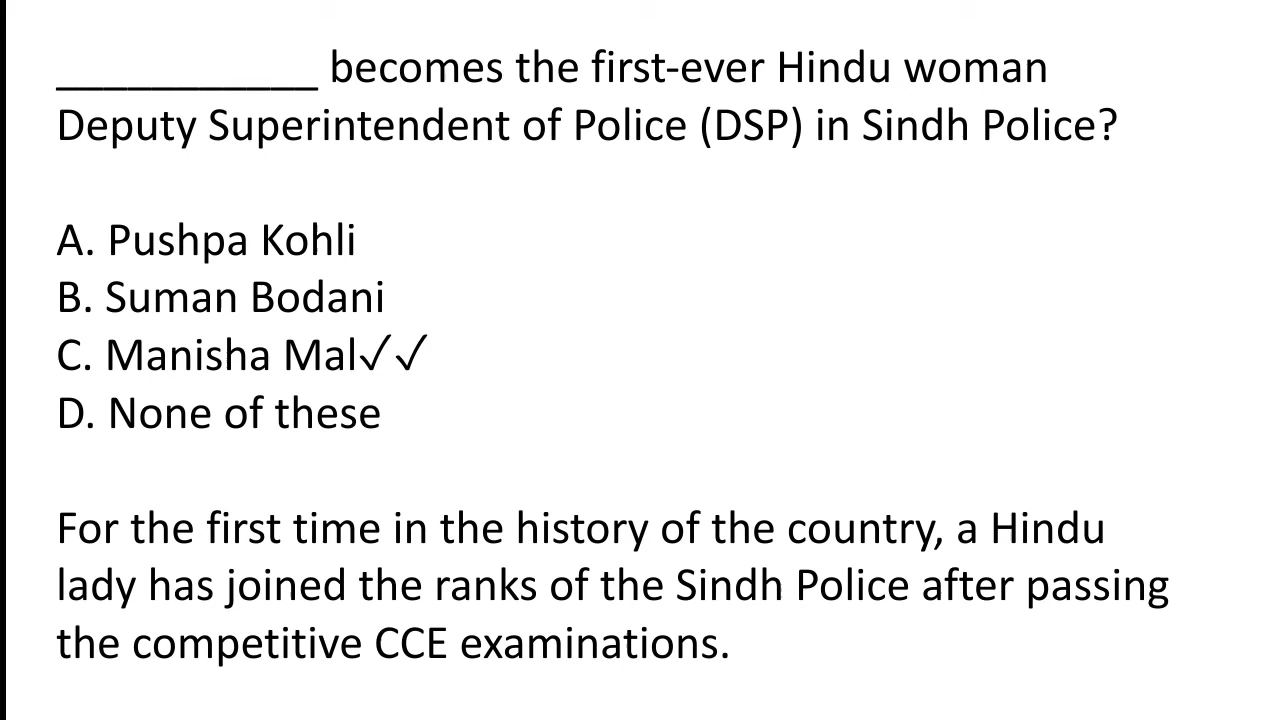 ___________ becomes the first-ever Hindu woman
Deputy Superintendent of Police (DSP) in Sindh Police?
A. Pushpa Kohli
B. Suman Bodani
C. Manisha Mal✓✓
D. None of these
For the first time in the history of the country, a Hindu
lady has joined the ranks of the Sindh Police after passing
the competitive CCE examinations.